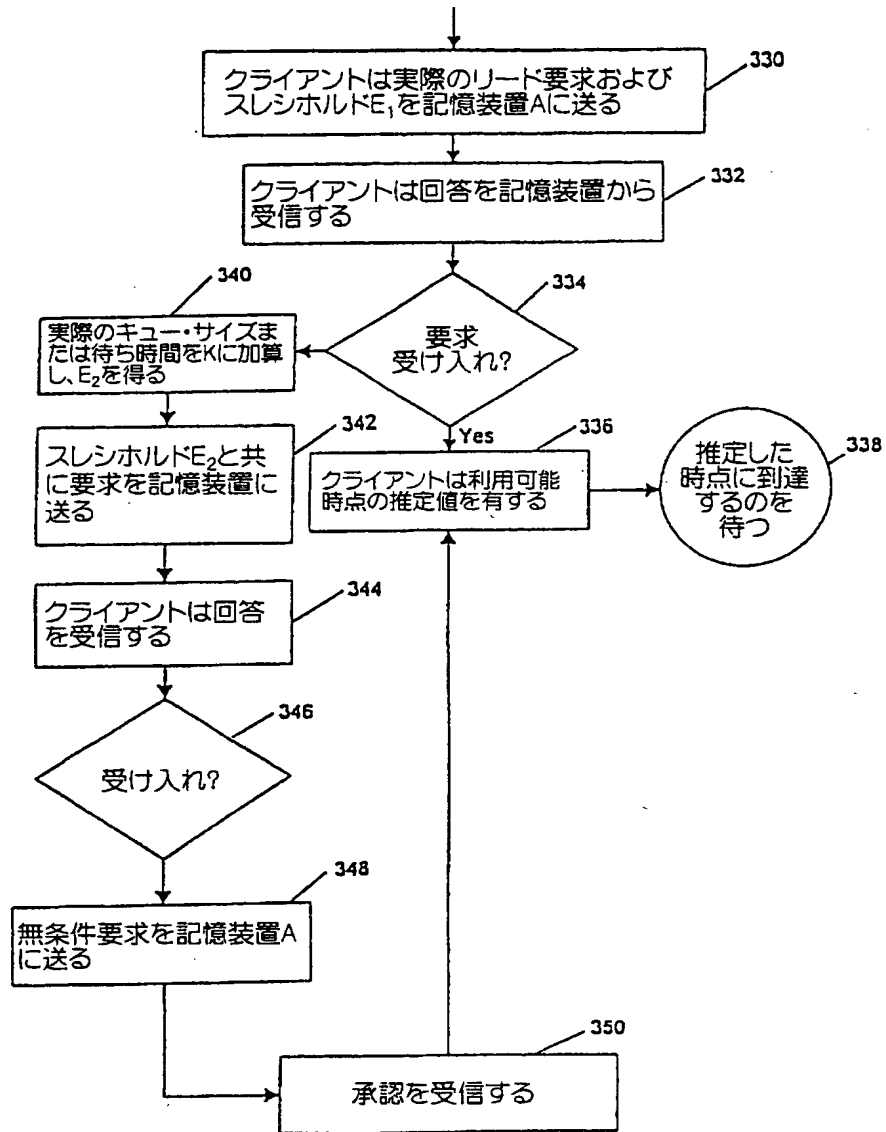 クライアントは実際のリード要求および
スレシホルドE₁を記憶装置Aに送る
330
クライアントは回答を記憶装置から
受信する
332
要求
受け入れ?
334
340
実際のキュー・サイズま
たは待ち時間をKに加算
し、E₂を得る
Yes
336
クライアントは利用可能
時点の推定値を有する
推定した
時点に到達
するのを
待つ
338
342
スレシホルドE₂と共
に要求を記憶装置に
送る
344
クライアントは回答
を受信する
346
受け入れ?
348
無条件要求を記憶装置A
に送る
350
承認を受信する